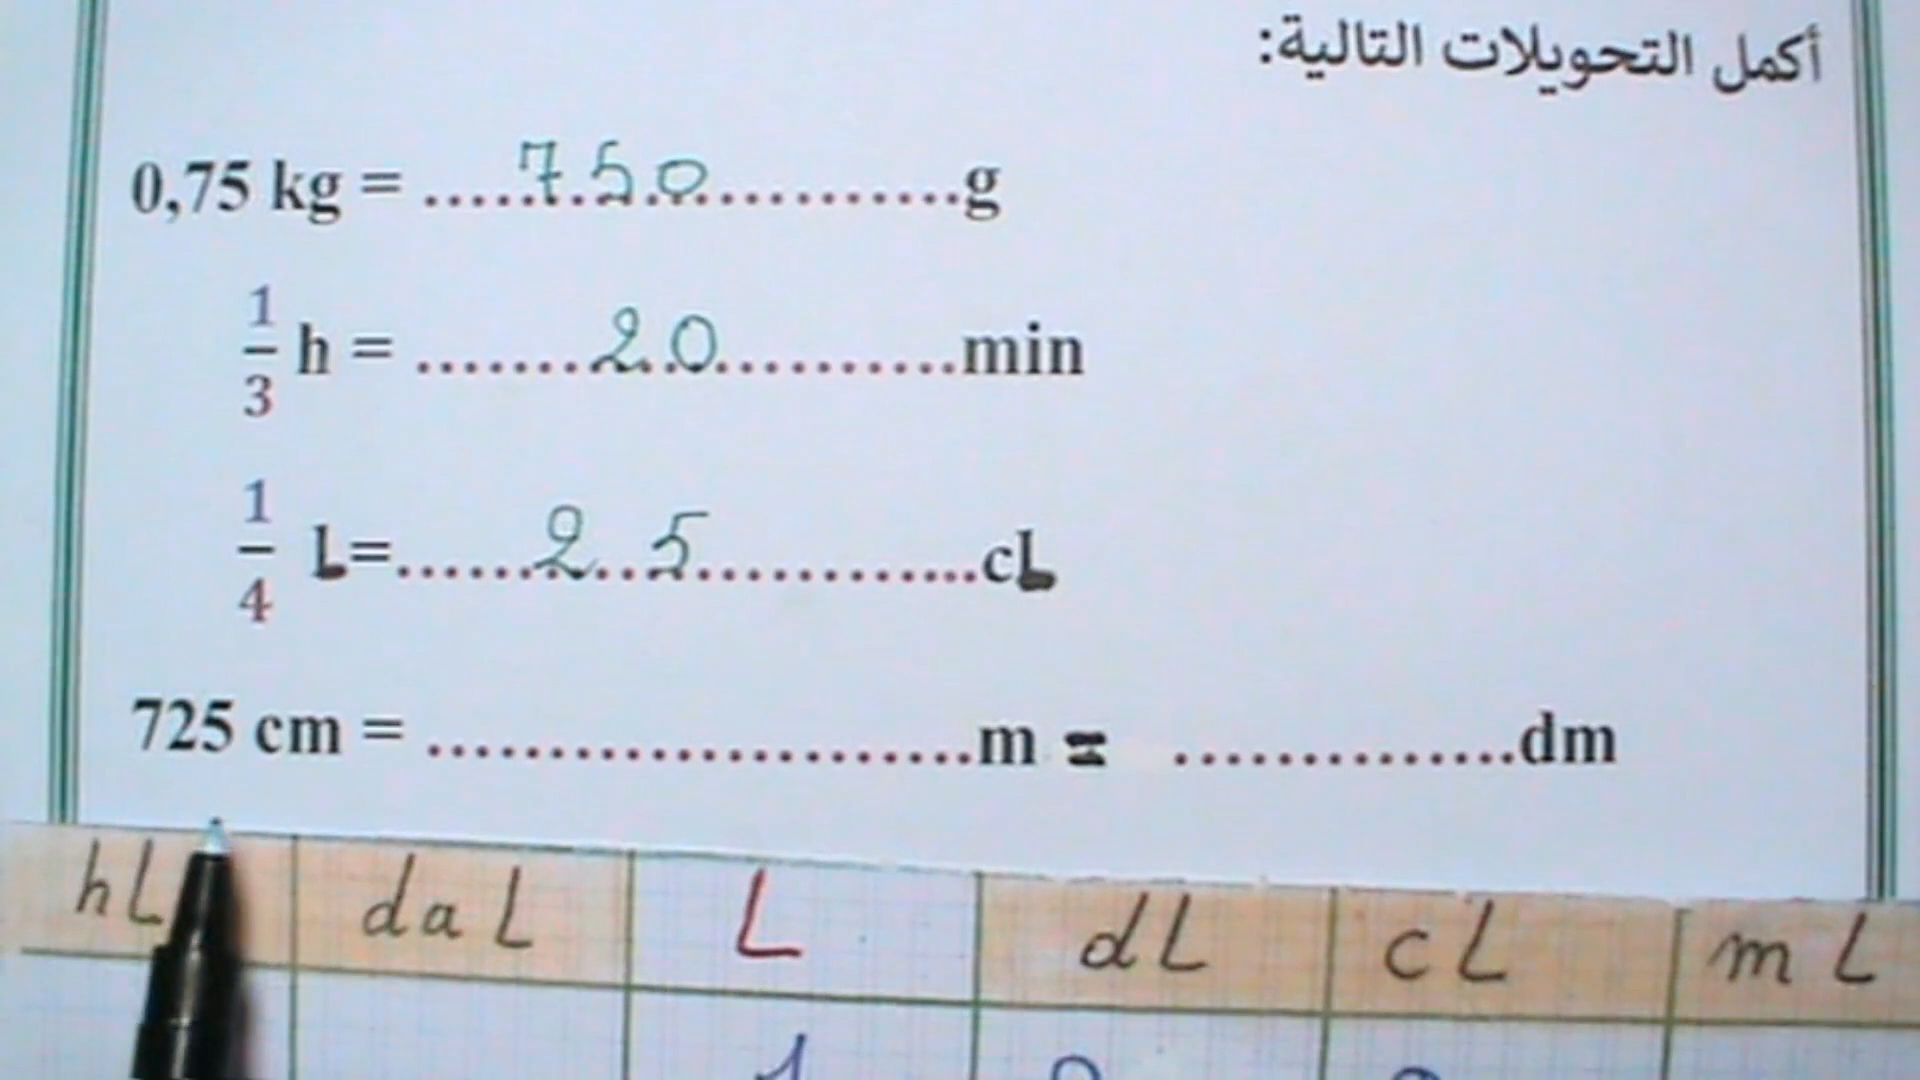 أكمل التحويلات التالية:
0,75 kg = .....750..........g
1/3 h = .......20..........min
1/4 L=......25............cL
725 cm = .....................m = .............dm
hL daL L dL cL mL
1